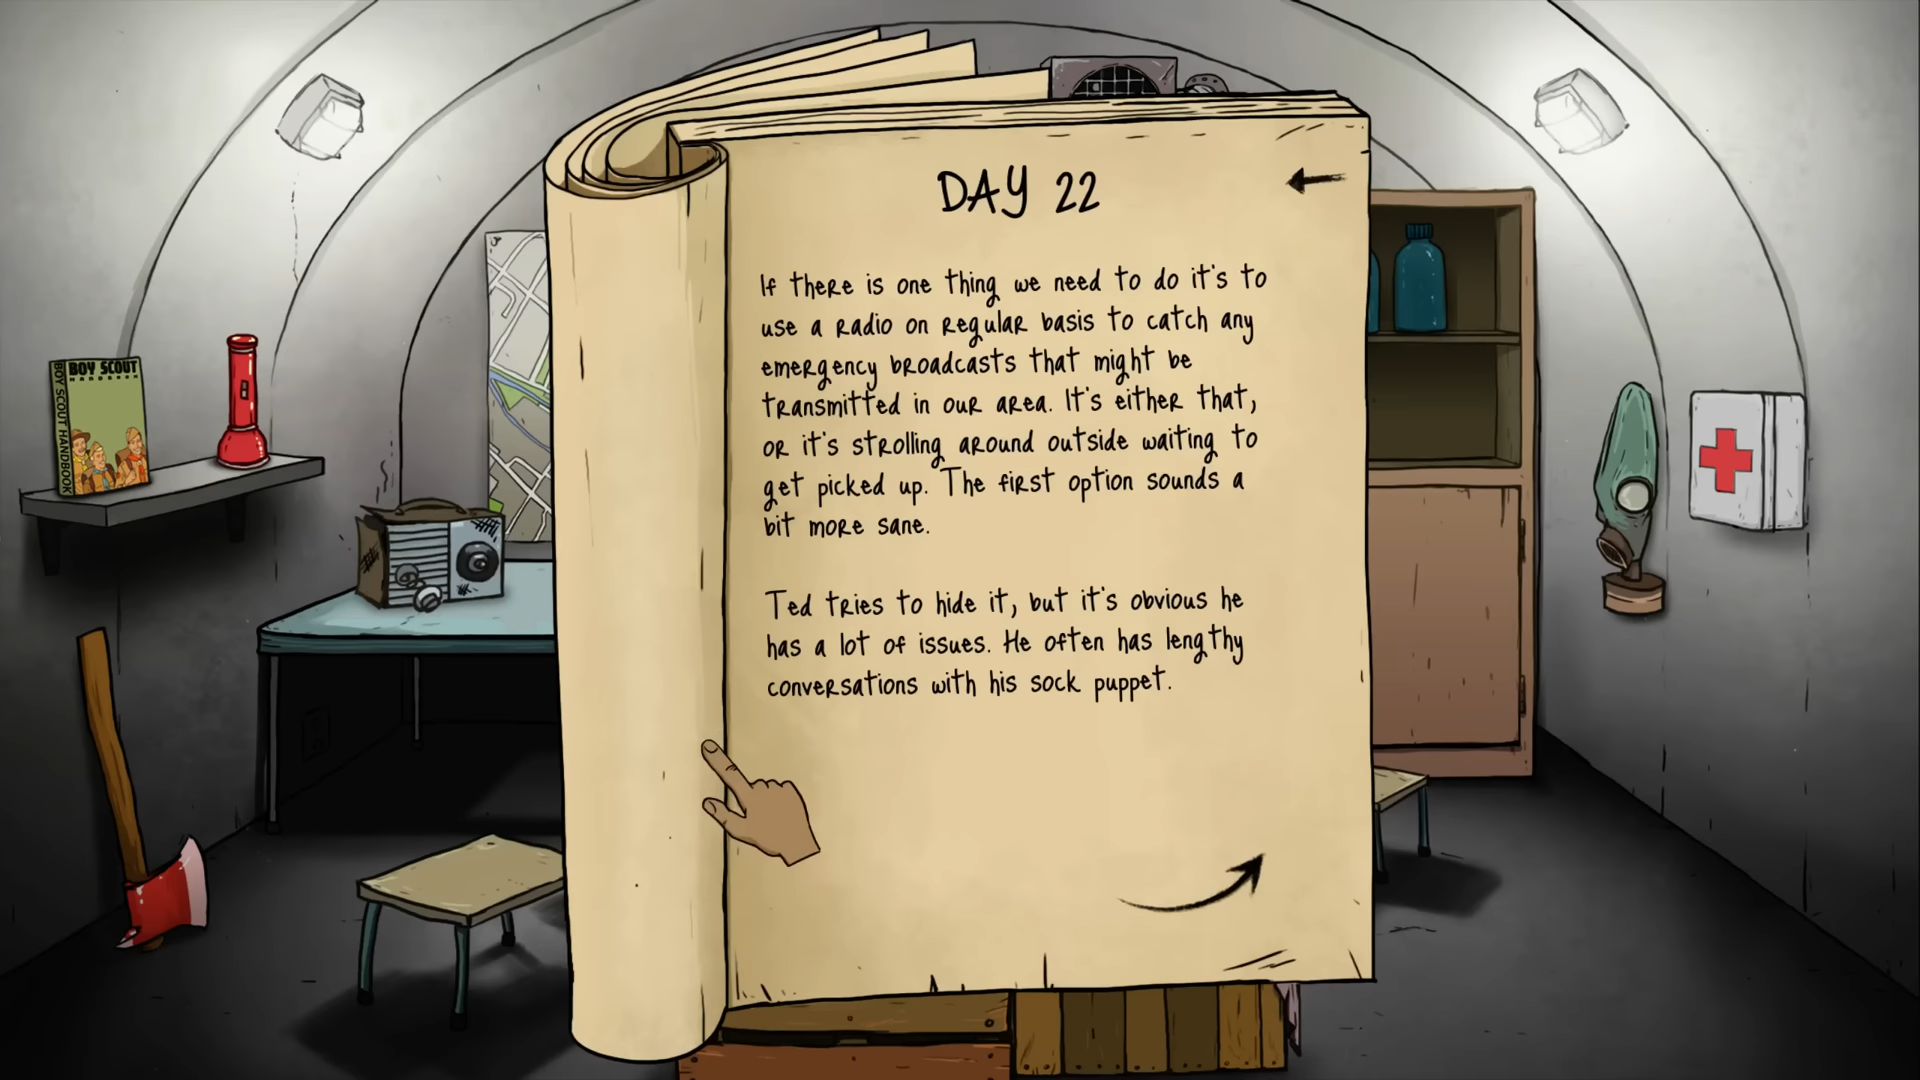 BOY SCOUT
HANDBOOK
BOY SCOUT HANDBOOK
DAY 22
If there is one thing we need to do it's to
use a radio on regular basis to catch any
emergency broadcasts that might be
transmitted in our area. It's either that,
or it's strolling around outside waiting to
get picked up. The first option sounds a
bit more sane.
Ted tries to hide it, but it's obvious he
has a lot of issues. He often has lengthy
conversations with his sock puppet.